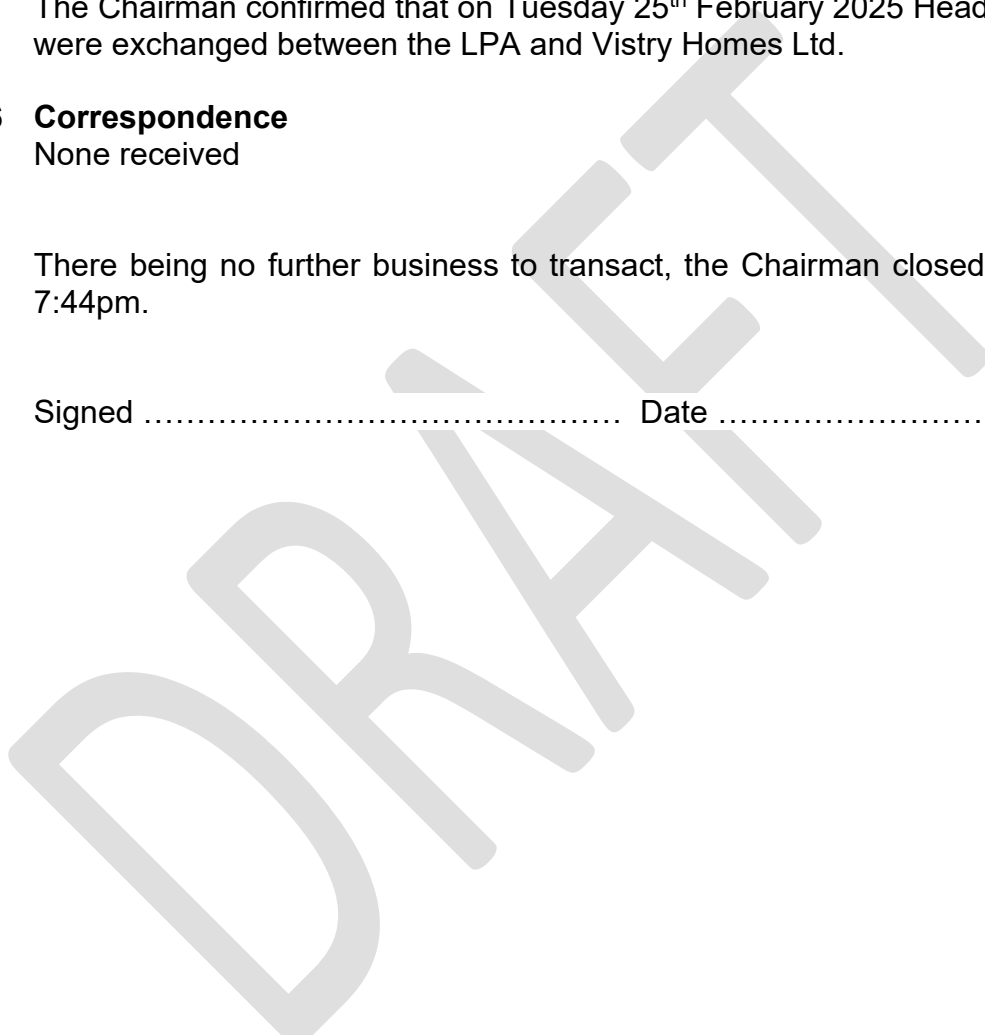 The Chairman confirmed that on Tuesday 25th February 2025 Head
were exchanged between the LPA and Vistry Homes Ltd.
Correspondence
None received
There being no further business to transact, the Chairman closed
7:44pm.
Signed ………………………………………. Date …………………….
DRAFT